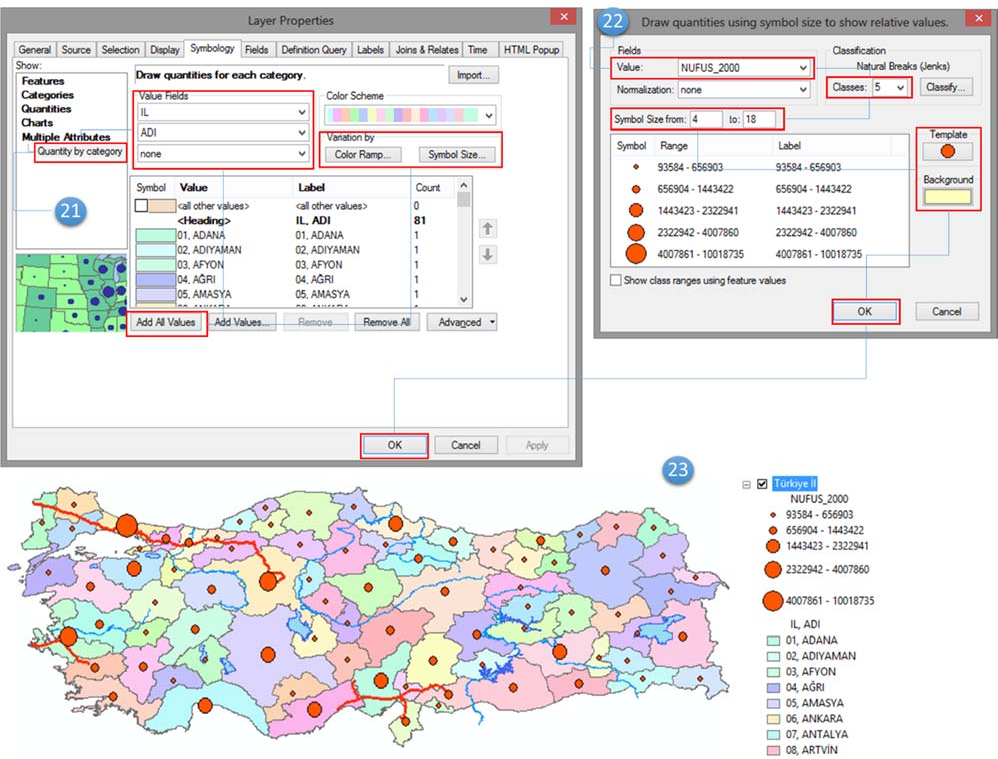 Layer Properties
General Source Selection Display Symbology Fields Definition Query Labels Joins & Relates Time HTML Popup
Show:
Features
Categories
Quantities
Charts
Multiple Attributes
Quantity by category
21
Draw quantities for each category.
Import...
Value Fields
IL
ADI
none
Color Scheme
Variation by
Color Ramp...
Symbol Size...
Symbol Value Label Count
<all other values> <all other values> 0
<Heading> IL, ADI 81
01, ADANA 01, ADANA 1
02, ADIYAMAN 02, ADIYAMAN 1
03, AFYON 03, AFYON 1
04, AĞRI 04, AĞRI 1
05, AMASYA 05, AMASYA 1
Add All Values Add Values... Remove Remove All Advanced
OK Cancel Apply
22
Draw quantities using symbol size to show relative values.
Fields
Value: NUFUS_2000
Normalization: none
Classification
Natural Breaks (Jenks)
Classes: 5 Classify...
Symbol Size from: 4 to: 18
Symbol Range Label
93584 - 656903 93584 - 656903
656904 - 1443422 656904 - 1443422
1443423 - 2322941 1443423 - 2322941
2322942 - 4007860 2322942 - 4007860
4007861 - 10018735 4007861 - 10018735
Template
Background
Show class ranges using feature values
OK Cancel
23
Türkiye İl
NUFUS_2000
93584 - 656903
656904 - 1443422
1443423 - 2322941
2322942 - 4007860
4007861 - 10018735
IL, ADI
01, ADANA
02, ADIYAMAN
03, AFYON
04, AĞRI
05, AMASYA
06, ANKARA
07, ANTALYA
08, ARTVİN